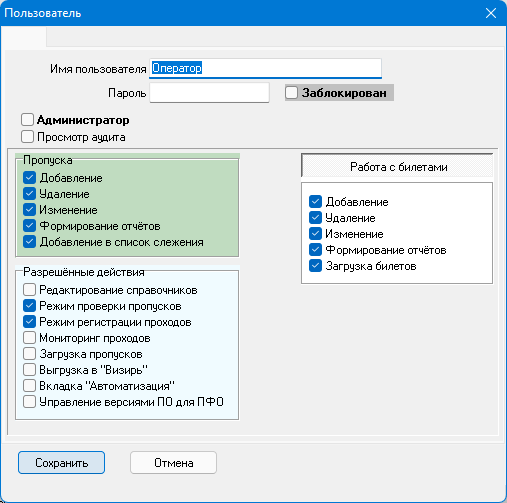 Пользователь
Имя пользователя Оператор
Пароль Заблокирован
Администратор
Просмотр аудита
Пропуска
Добавление
Удаление
Изменение
Формирование отчётов
Добавление в список слежения
Работа с билетами
Добавление
Удаление
Изменение
Формирование отчётов
Загрузка билетов
Разрешённые действия
Редактирование справочников
Режим проверки пропусков
Режим регистрации проходов
Мониторинг проходов
Загрузка пропусков
Выгрузка в "Визирь"
Вкладка "Автоматизация"
Управление версиями ПО для ПФО
Сохранить Отмена